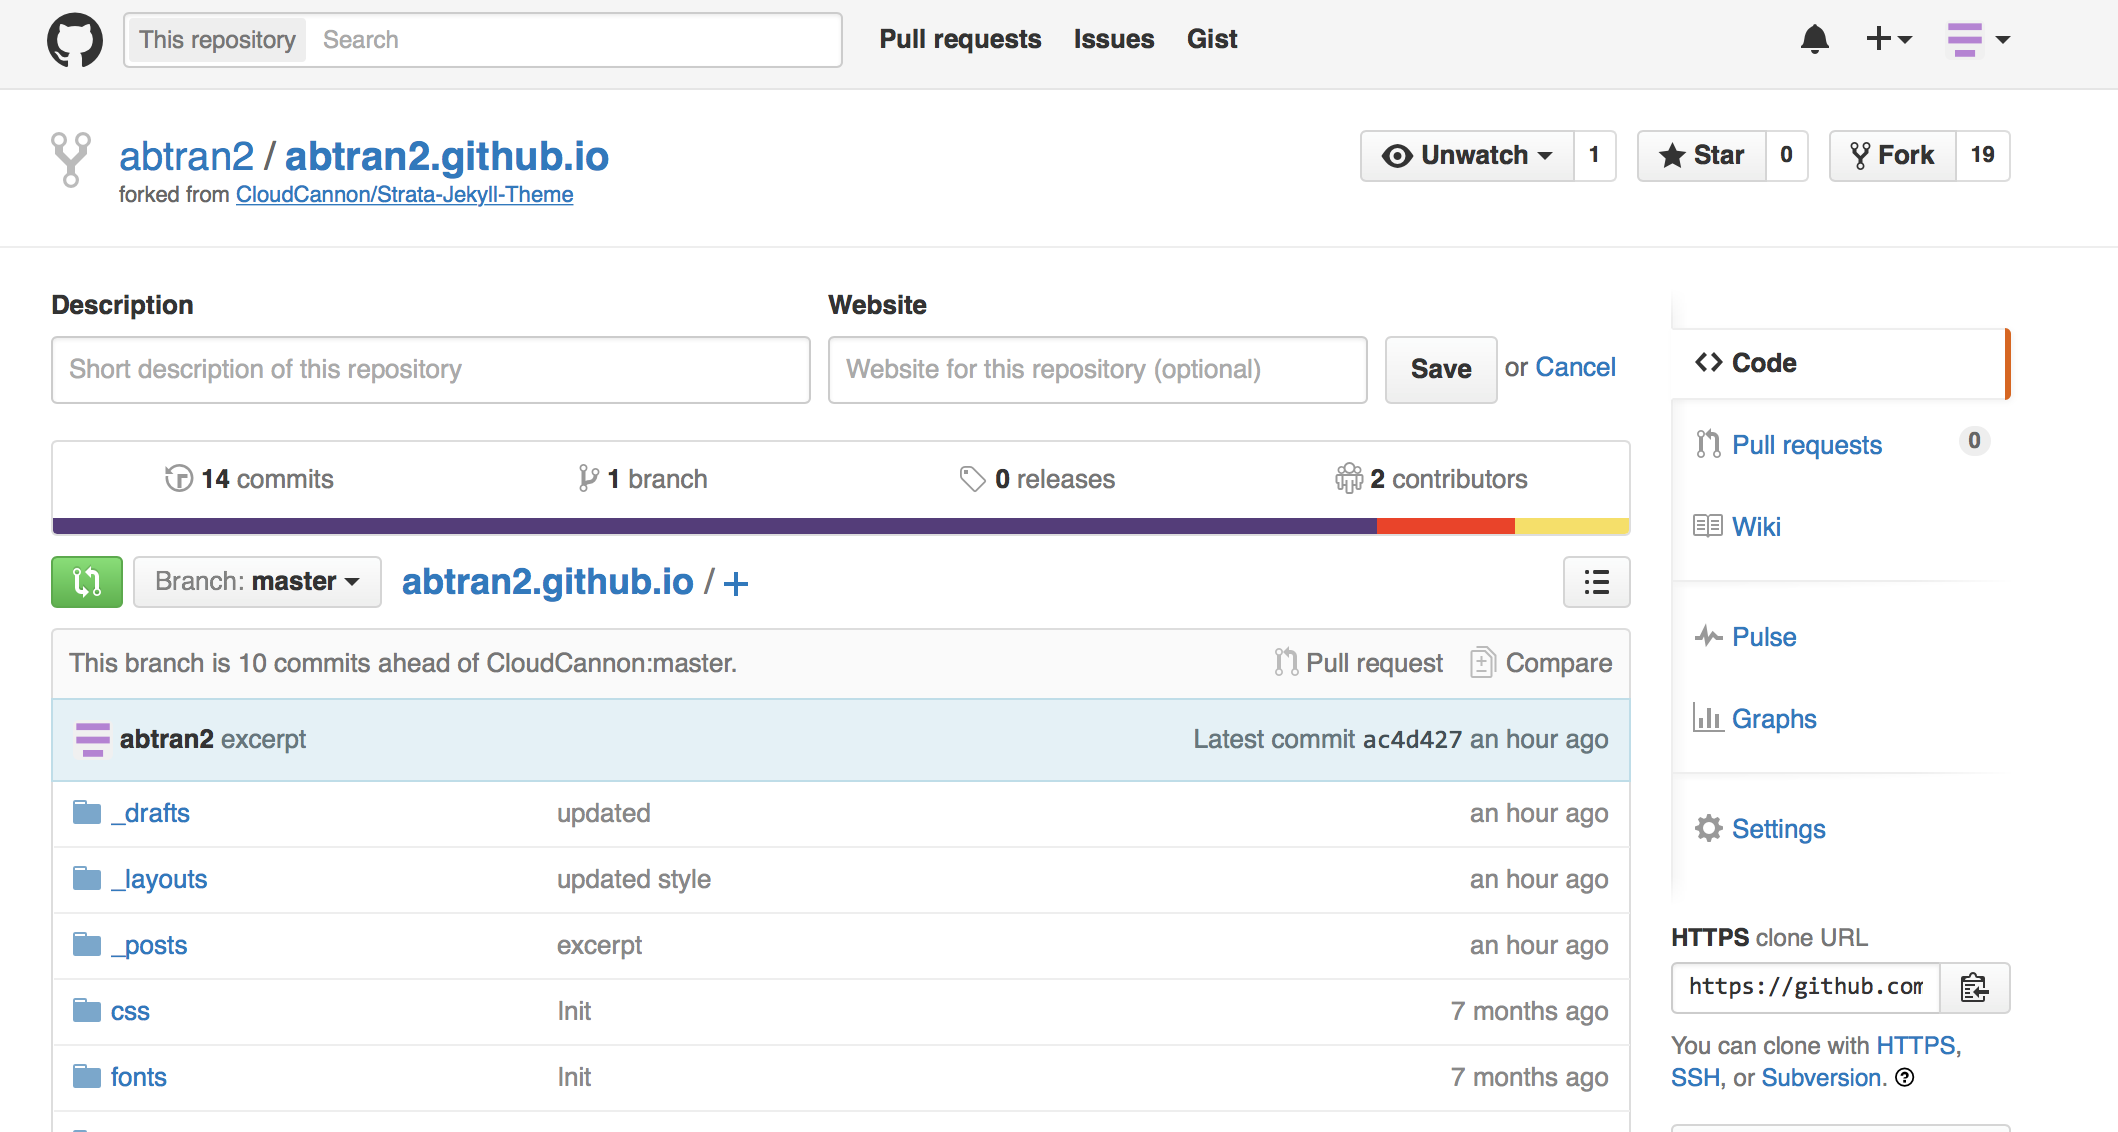 This repository Search Pull requests Issues Gist
abtran2 / abtran2.github.io
forked from CloudCannon/Strata-Jekyll-Theme
Unwatch 1 Star 0 Fork 19
Description
Short description of this repository
Website
Website for this repository (optional)
Save or Cancel
14 commits 1 branch 0 releases 2 contributors
Branch: master abtran2.github.io / +
This branch is 10 commits ahead of CloudCannon:master. Pull request Compare
abtran2 excerpt Latest commit ac4d427 an hour ago
_drafts updated an hour ago
_layouts updated style an hour ago
_posts excerpt an hour ago
css Init 7 months ago
fonts Init 7 months ago
Code
Pull requests 0
Wiki
Pulse
Graphs
Settings
HTTPS clone URL
https://github.com
You can clone with HTTPS,
SSH, or Subversion.